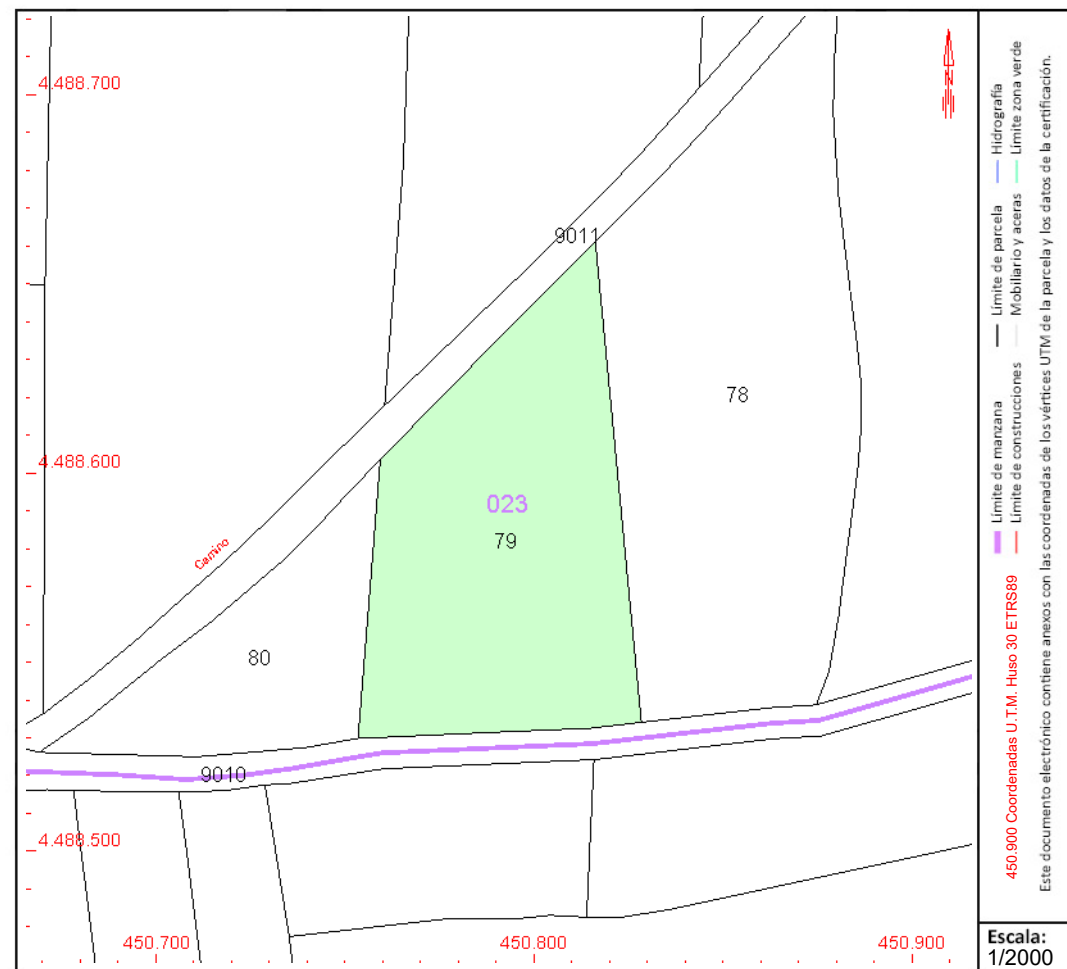 4.488.700
9011
78
4.488.600
023
79
Camino
80
9010
4.488.500
450.700
450.800
450.900
N
450.900 Coordenadas U.T.M. Huso 30 ETRS89
Límite de manzana
Límite de parcela
Hidrografía
Límite de construcciones
Mobiliario y aceras
Límite zona verde
Este documento electrónico contiene anexos con las coordenadas de los vértices UTM de la parcela y los datos de la certificación.
Escala:
1/2000